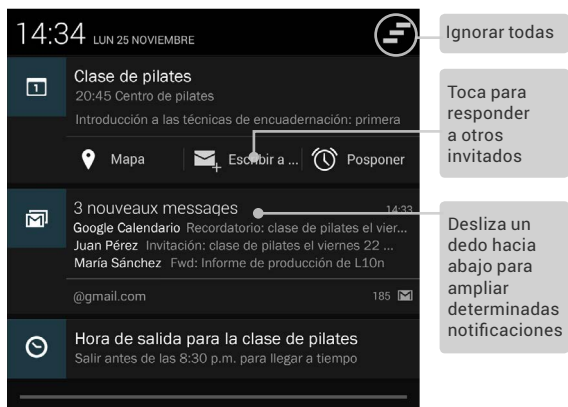 14:34 LUN 25 NOVIEMBRE
Ignorar todas
1
Clase de pilates
20:45 Centro de pilates
Introducción a las técnicas de encuadernación: primera
Mapa
Escribir a ...
Posponer
Toca para
responder
a otros
invitados
3 nouveaux messages
14:33
Google Calendario Recordatorio: clase de pilates el vier...
Juan Pérez Invitación: clase de pilates el viernes 22 ...
María Sánchez Fwd: Informe de producción de L10n
@gmail.com
185
Desliza un
dedo hacia
abajo para
ampliar
determinadas
notificaciones
Hora de salida para la clase de pilates
Salir antes de las 8:30 p.m. para llegar a tiempo